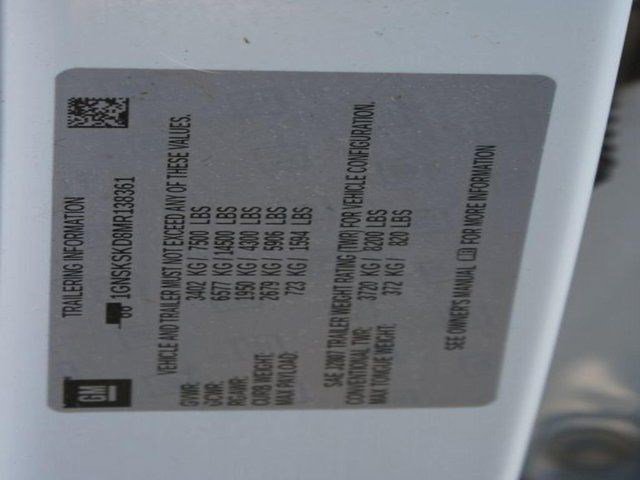 TRAILERING INFORMATION
GM 1GNSKSKD8MR138361
VEHICLE AND TRAILER MUST NOT EXCEED ANY OF THESE VALUES.
GVWR: 3402 KG / 7500 LBS
GCWR: 6577 KG / 14500 LBS
RGAWR: 1950 KG / 4300 LBS
CURB WEIGHT: 2679 KG / 5906 LBS
MAX PAYLOAD: 723 KG / 1594 LBS
SAE J2807 TRAILER WEIGHT RATING (TWR) FOR VEHICLE CONFIGURATION.
CONVENTIONAL TWR: 3720 KG / 8200 LBS
MAX TONGUE WEIGHT: 372 KG / 820 LBS
SEE OWNER'S MANUAL FOR MORE INFORMATION